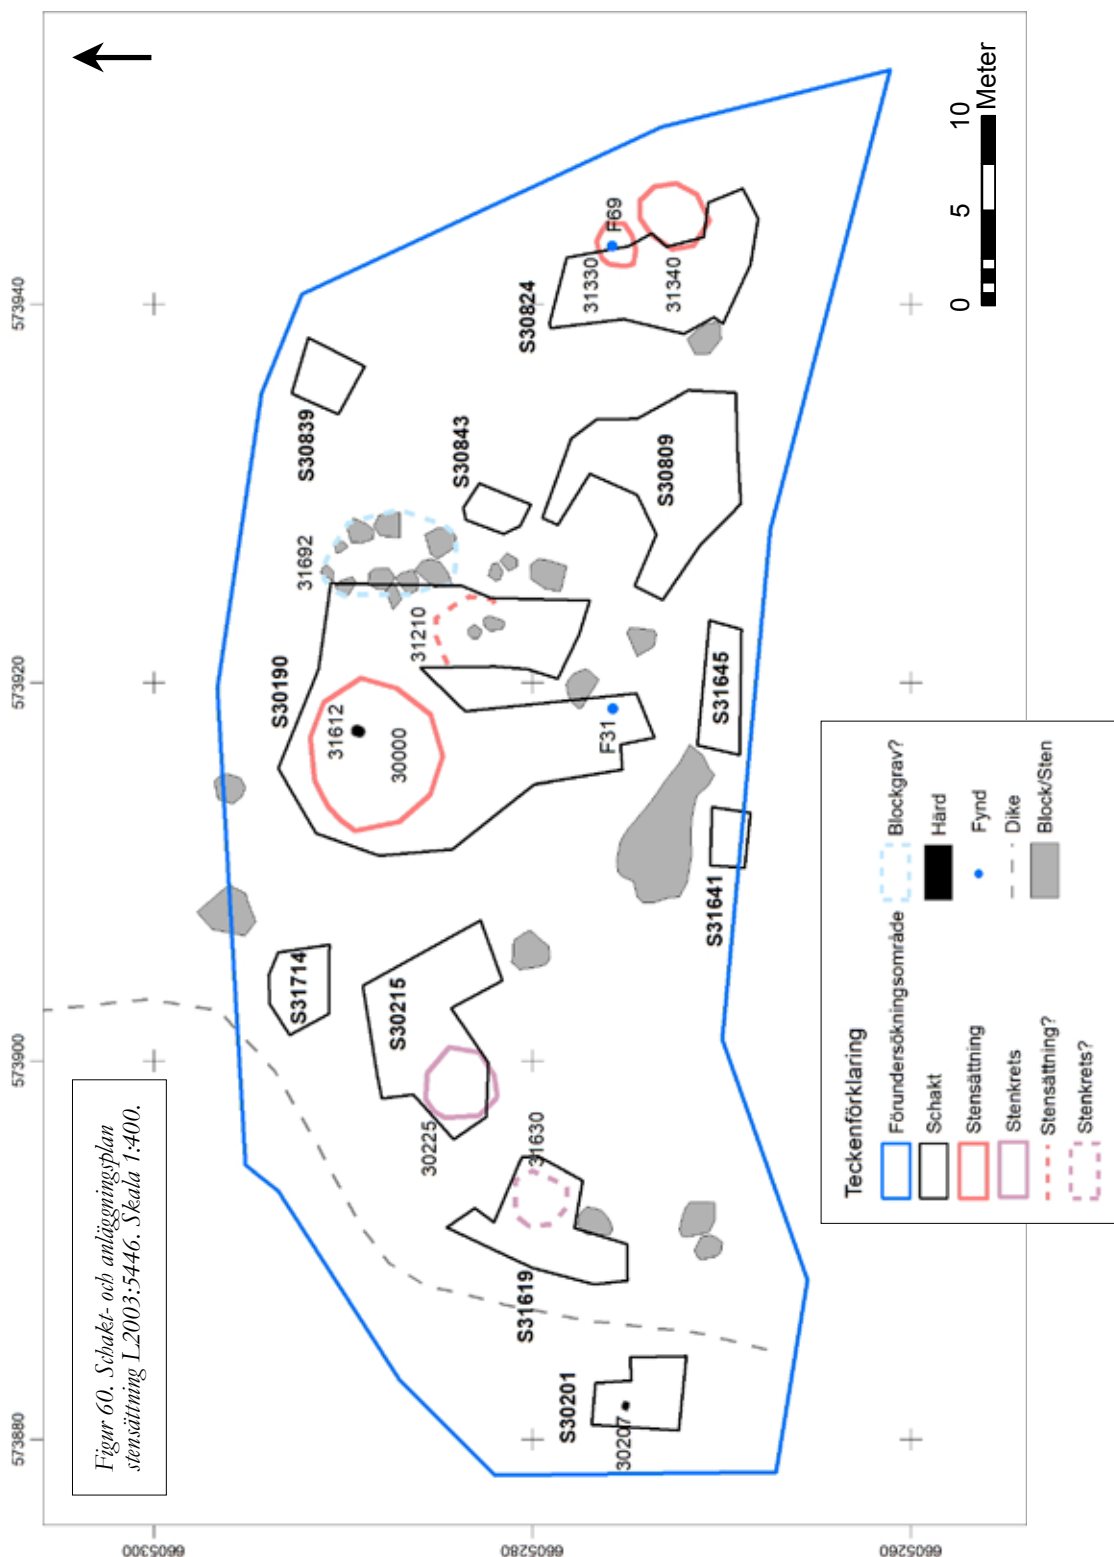 Figur 60. Schakt- och anläggningsplan
stensättning L2003:5446. Skala 1:400.
573880
573900
573920
573940
6605300
6605280
6605260
S31714
S30215
30225
31630
S31619
S30201
30207
S30190
31612
30000
31692
31210
S30839
S30843
S30809
S30824
31330
F69
31340
F31
S31645
S31641
0
5
10
Meter
Teckenförklaring
Förundersökningsområde
Schakt
Stensättning
Stenkrets
Stensättning?
Stenkrets?
Blockgrav?
Härd
Fynd
Dike
Block/Sten